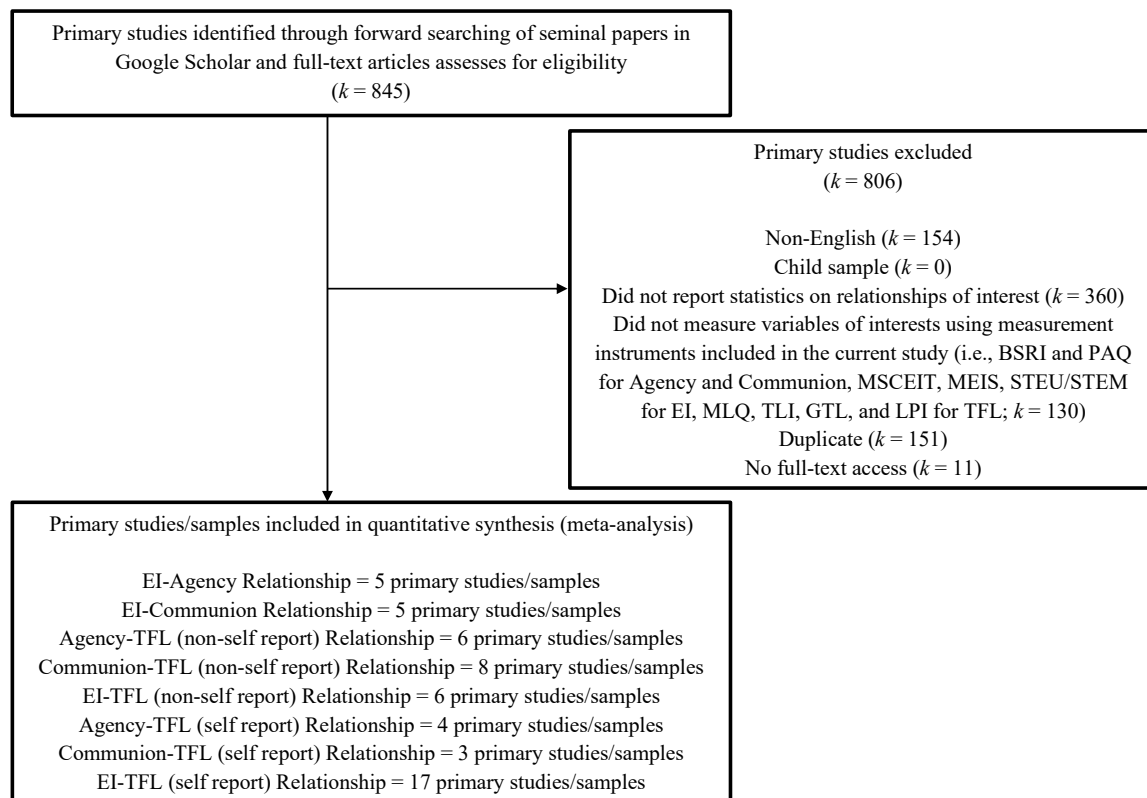 Primary studies identified through forward searching of seminal papers in
Google Scholar and full-text articles assesses for eligibility
(k = 845)
Primary studies excluded
(k = 806)
Non-English (k = 154)
Child sample (k = 0)
Did not report statistics on relationships of interest (k = 360)
Did not measure variables of interests using measurement
instruments included in the current study (i.e., BSRI and PAQ
for Agency and Communion, MSCEIT, MEIS, STEU/STEM
for EI, MLQ, TLI, GTL, and LPI for TFL; k = 130)
Duplicate (k = 151)
No full-text access (k = 11)
Primary studies/samples included in quantitative synthesis (meta-analysis)
EI-Agency Relationship = 5 primary studies/samples
EI-Communion Relationship = 5 primary studies/samples
Agency-TFL (non-self report) Relationship = 6 primary studies/samples
Communion-TFL (non-self report) Relationship = 8 primary studies/samples
EI-TFL (non-self report) Relationship = 6 primary studies/samples
Agency-TFL (self report) Relationship = 4 primary studies/samples
Communion-TFL (self report) Relationship = 3 primary studies/samples
EI-TFL (self report) Relationship = 17 primary studies/samples